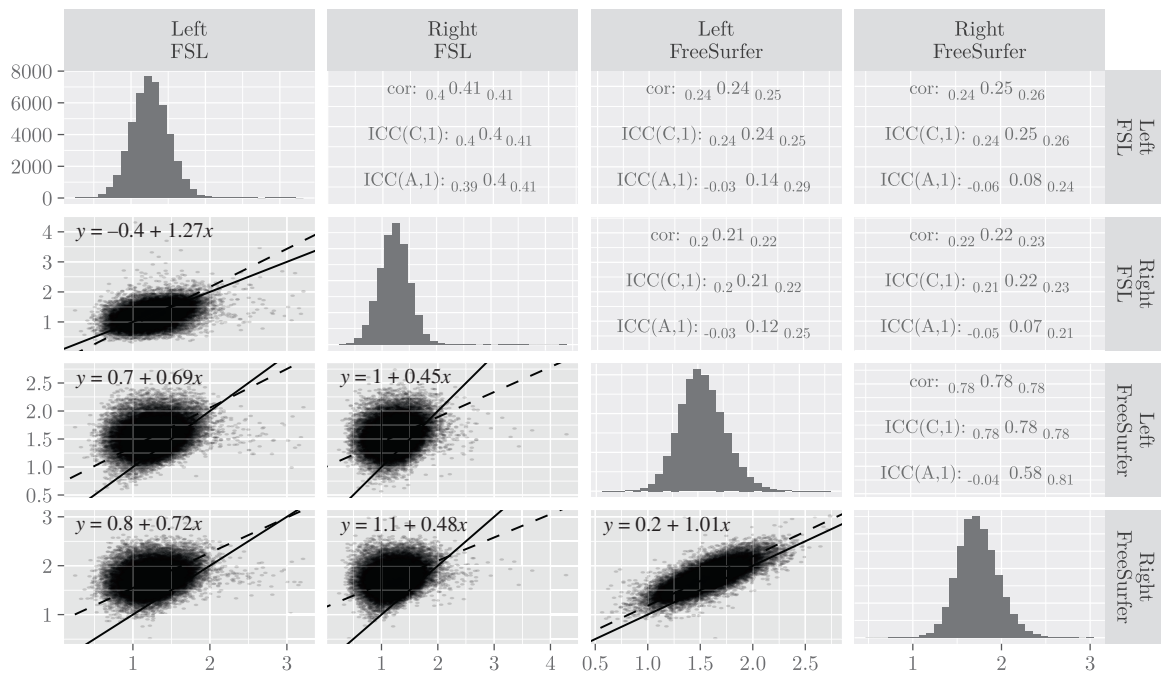 Left
FSL
Right
FSL
Left
FreeSurfer
Right
FreeSurfer
8000
6000
4000
2000
0
cor: 0.4 0.41 0.41
ICC(C,1): 0.4 0.4 0.41
ICC(A,1): 0.39 0.4 0.41
cor: 0.24 0.24 0.25
ICC(C,1): 0.24 0.24 0.25
ICC(A,1): -0.03 0.14 0.29
cor: 0.24 0.25 0.26
ICC(C,1): 0.24 0.25 0.26
ICC(A,1): -0.06 0.08 0.24
Left
FSL
4
3
2
1
y = –0.4 + 1.27x
cor: 0.2 0.21 0.22
ICC(C,1): 0.2 0.21 0.22
ICC(A,1): -0.03 0.12 0.25
cor: 0.22 0.22 0.23
ICC(C,1): 0.21 0.22 0.23
ICC(A,1): -0.05 0.07 0.21
Right
FSL
2.5
2.0
1.5
1.0
0.5
y = 0.7 + 0.69x
y = 1 + 0.45x
cor: 0.78 0.78 0.78
ICC(C,1): 0.78 0.78 0.78
ICC(A,1): -0.04 0.58 0.81
Left
FreeSurfer
3
2
1
y = 0.8 + 0.72x
y = 1.1 + 0.48x
y = 0.2 + 1.01x
Right
FreeSurfer
1 2 3
1 2 3 4
0.5 1.0 1.5 2.0 2.5
1 2 3